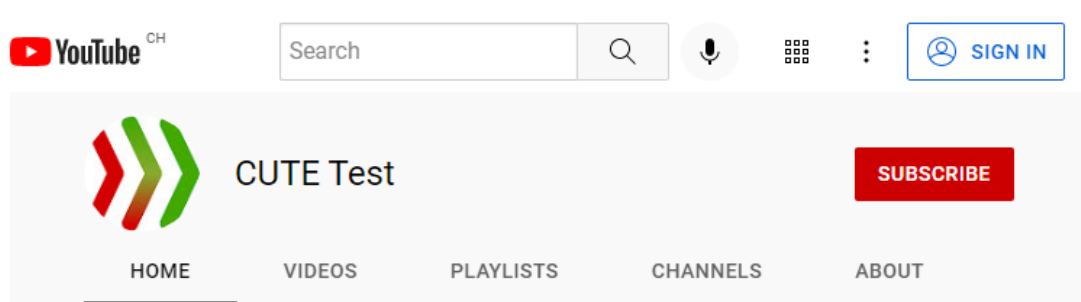 YouTube CH
Search
SIGN IN
CUTE Test
SUBSCRIBE
HOME VIDEOS PLAYLISTS CHANNELS ABOUT